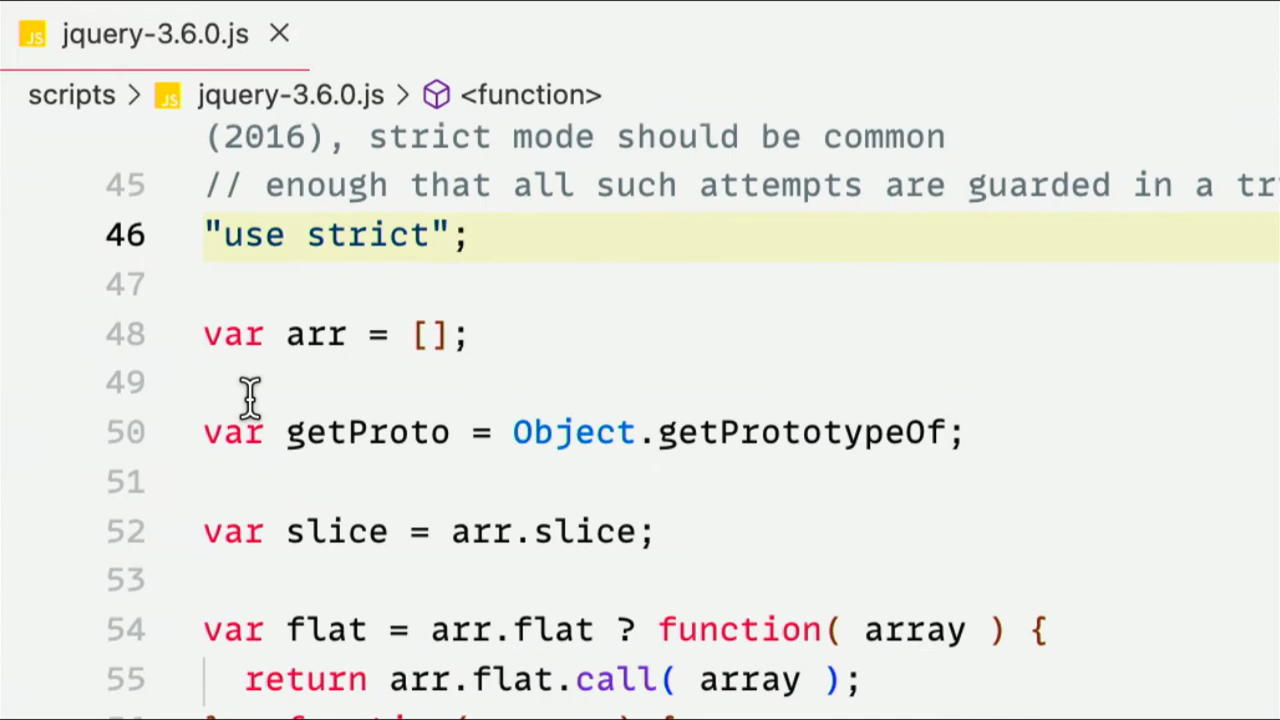 JS jquery-3.6.0.js ×
scripts > JS jquery-3.6.0.js > <function>
(2016), strict mode should be common
45 // enough that all such attempts are guarded in a tr
46 "use strict";
47
48 var arr = [];
49
50 var getProto = Object.getPrototypeOf;
51
52 var slice = arr.slice;
53
54 var flat = arr.flat ? function( array ) {
55 return arr.flat.call( array );